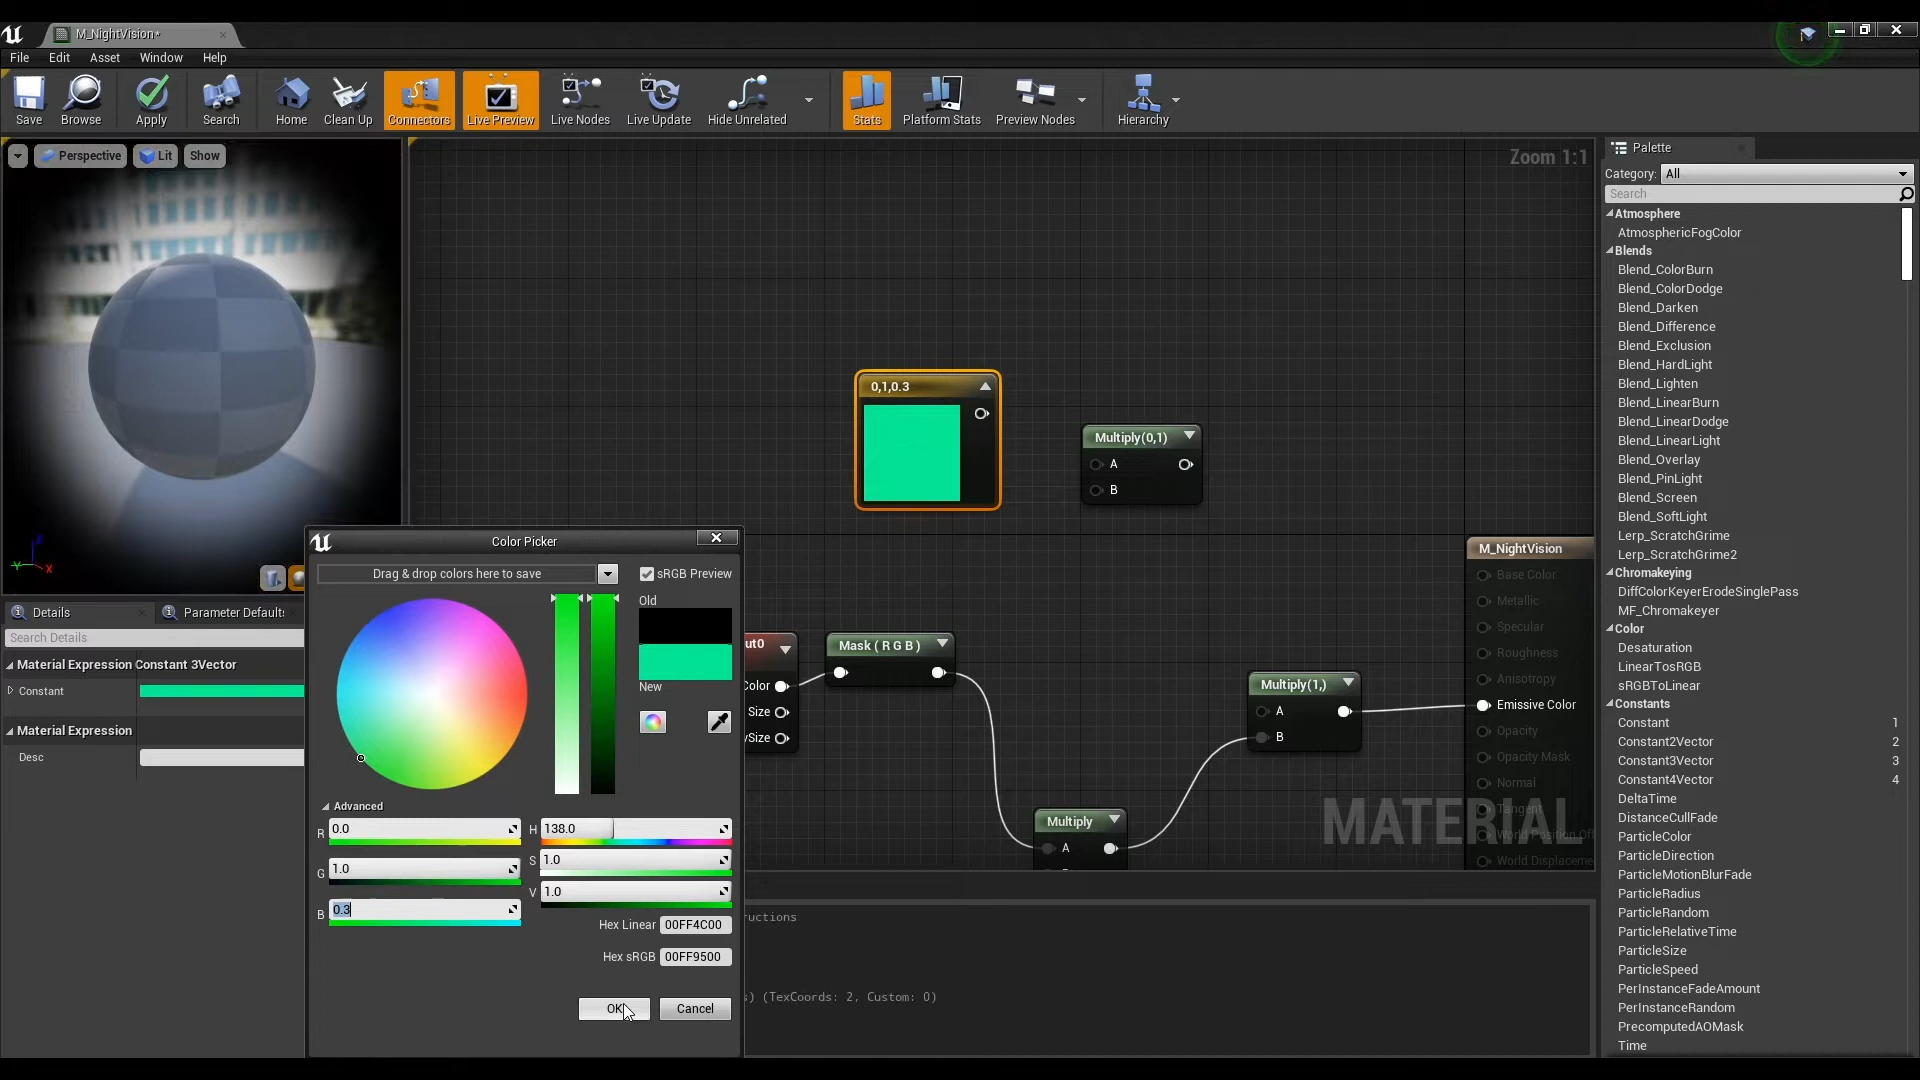 M_NightVision*
File Edit Asset Window Help
Save Browse Apply Search Home Clean Up Connectors Live Preview Live Nodes Live Update Hide Unrelated Stats Platform Stats Preview Nodes Hierarchy
Perspective Lit Show
Zoom 1:1
Palette
Category: All
Search
Atmosphere
AtmosphericFogColor
Blends
Blend_ColorBurn
Blend_ColorDodge
Blend_Darken
Blend_Difference
Blend_Exclusion
Blend_HardLight
Blend_Lighten
Blend_LinearBurn
Blend_LinearDodge
Blend_LinearLight
Blend_Overlay
Blend_PinLight
Blend_Screen
Blend_SoftLight
Lerp_ScratchGrime
Lerp_ScratchGrime2
Chromakeying
DiffColorKeyerErodeSinglePass
MF_Chromakeyer
Color
Desaturation
LinearTosRGB
sRGBToLinear
Constants
Constant 1
Constant2Vector 2
Constant3Vector 3
Constant4Vector 4
DeltaTime
DistanceCullFade
ParticleColor
ParticleDirection
ParticleMotionBlurFade
ParticleRadius
ParticleRandom
ParticleRelativeTime
ParticleSize
ParticleSpeed
PerInstanceFadeAmount
PerInstanceRandom
PrecomputedAOMask
Time
0,1,0.3
Multiply(0,1)
A
B
ut0
Color
Size
vSize
Mask ( R G B )
Multiply(1,)
A
B
Multiply
A
M_NightVision
Base Color
Metallic
Specular
Roughness
Anisotropy
Emissive Color
Opacity
Opacity Mask
Normal
Tangent
World Position Off
World Displaceme
MATERIAL
Y X
Details Parameter Default
Search Details
Material Expression Constant 3Vector
Constant
Material Expression
Desc
Color Picker
Drag & drop colors here to save
sRGB Preview
Old
New
Advanced
R 0.0
G 1.0
B 0.3
H 138.0
S 1.0
V 1.0
Hex Linear 00FF4C00
Hex sRGB 00FF9500
OK Cancel
uctions
s) (TexCoords: 2, Custom: 0)